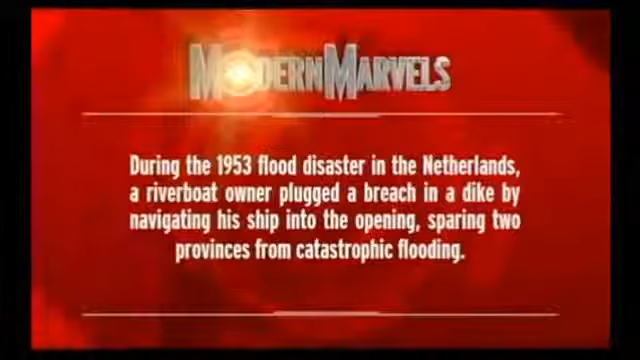 MODERN MARVELS
During the 1953 flood disaster in the Netherlands,
a riverboat owner plugged a breach in a dike by
navigating his ship into the opening, sparing two
provinces from catastrophic flooding.